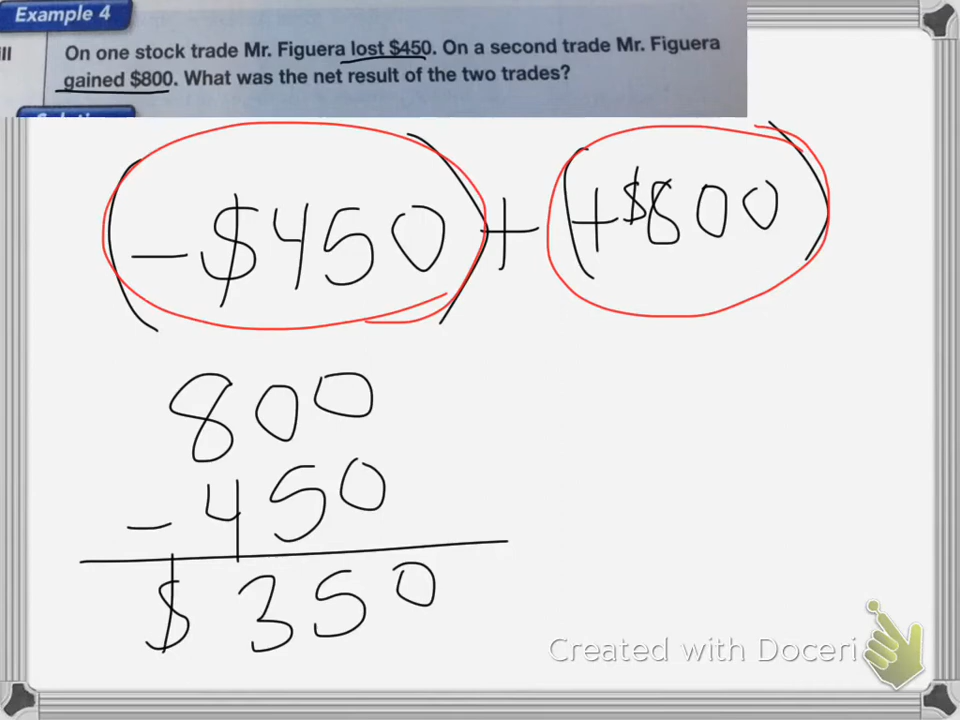 Example 4
On one stock trade Mr. Figuera lost $450. On a second trade Mr. Figuera
gained $800. What was the net result of the two trades?
(-$450) + (+$800)
800
- 450
$ 350
Created with Doceri